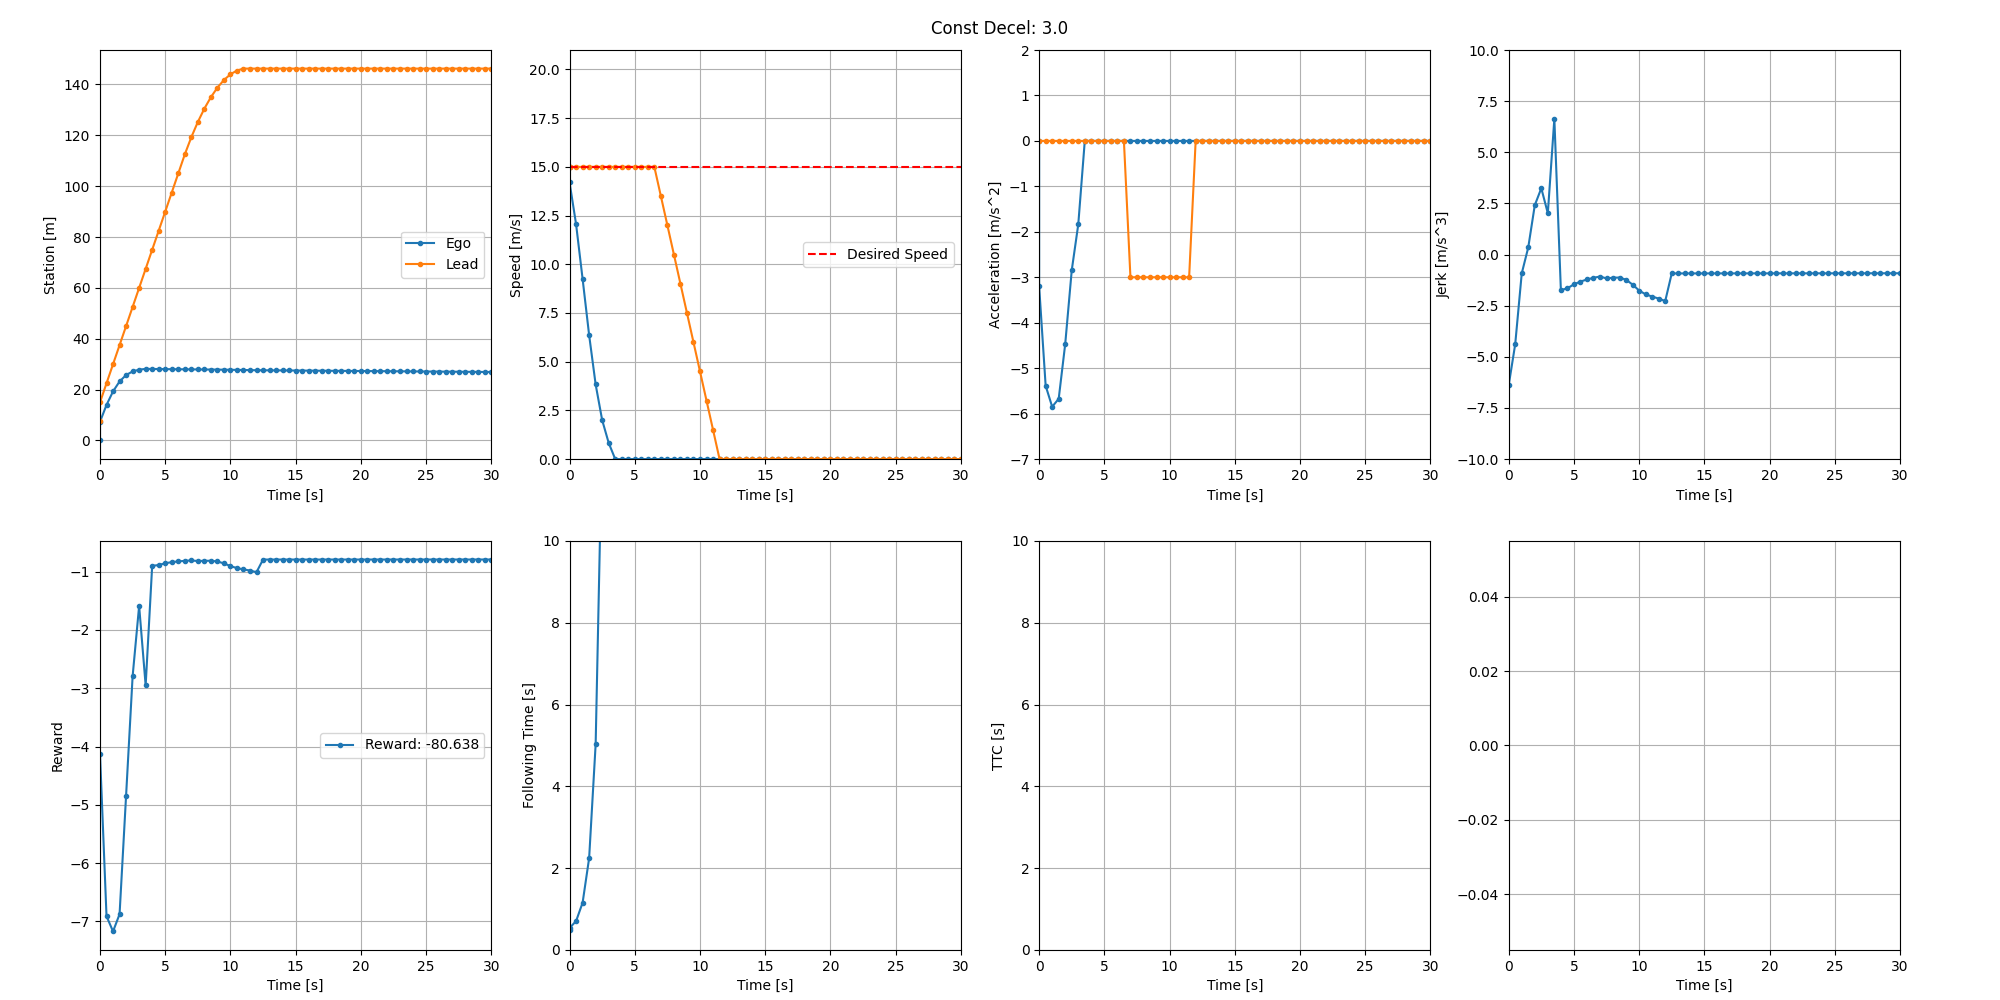 Const Decel: 3.0
Station [m]
140
120
100
80
60
40
20
0
Ego
Lead
0 5 10 15 20 25 30
Time [s]
Speed [m/s]
20.0
17.5
15.0
12.5
10.0
7.5
5.0
2.5
0.0
Desired Speed
0 5 10 15 20 25 30
Time [s]
Acceleration [m/s^2]
2
1
0
−1
−2
−3
−4
−5
−6
−7
0 5 10 15 20 25 30
Time [s]
Jerk [m/s^3]
10.0
7.5
5.0
2.5
0.0
−2.5
−5.0
−7.5
−10.0
0 5 10 15 20 25 30
Time [s]
Reward
−1
−2
−3
−4
−5
−6
−7
Reward: -80.638
0 5 10 15 20 25 30
Time [s]
Following Time [s]
10
8
6
4
2
0
0 5 10 15 20 25 30
Time [s]
TTC [s]
10
8
6
4
2
0
0 5 10 15 20 25 30
Time [s]
0.04
0.02
0.00
−0.02
−0.04
0 5 10 15 20 25 30
Time [s]